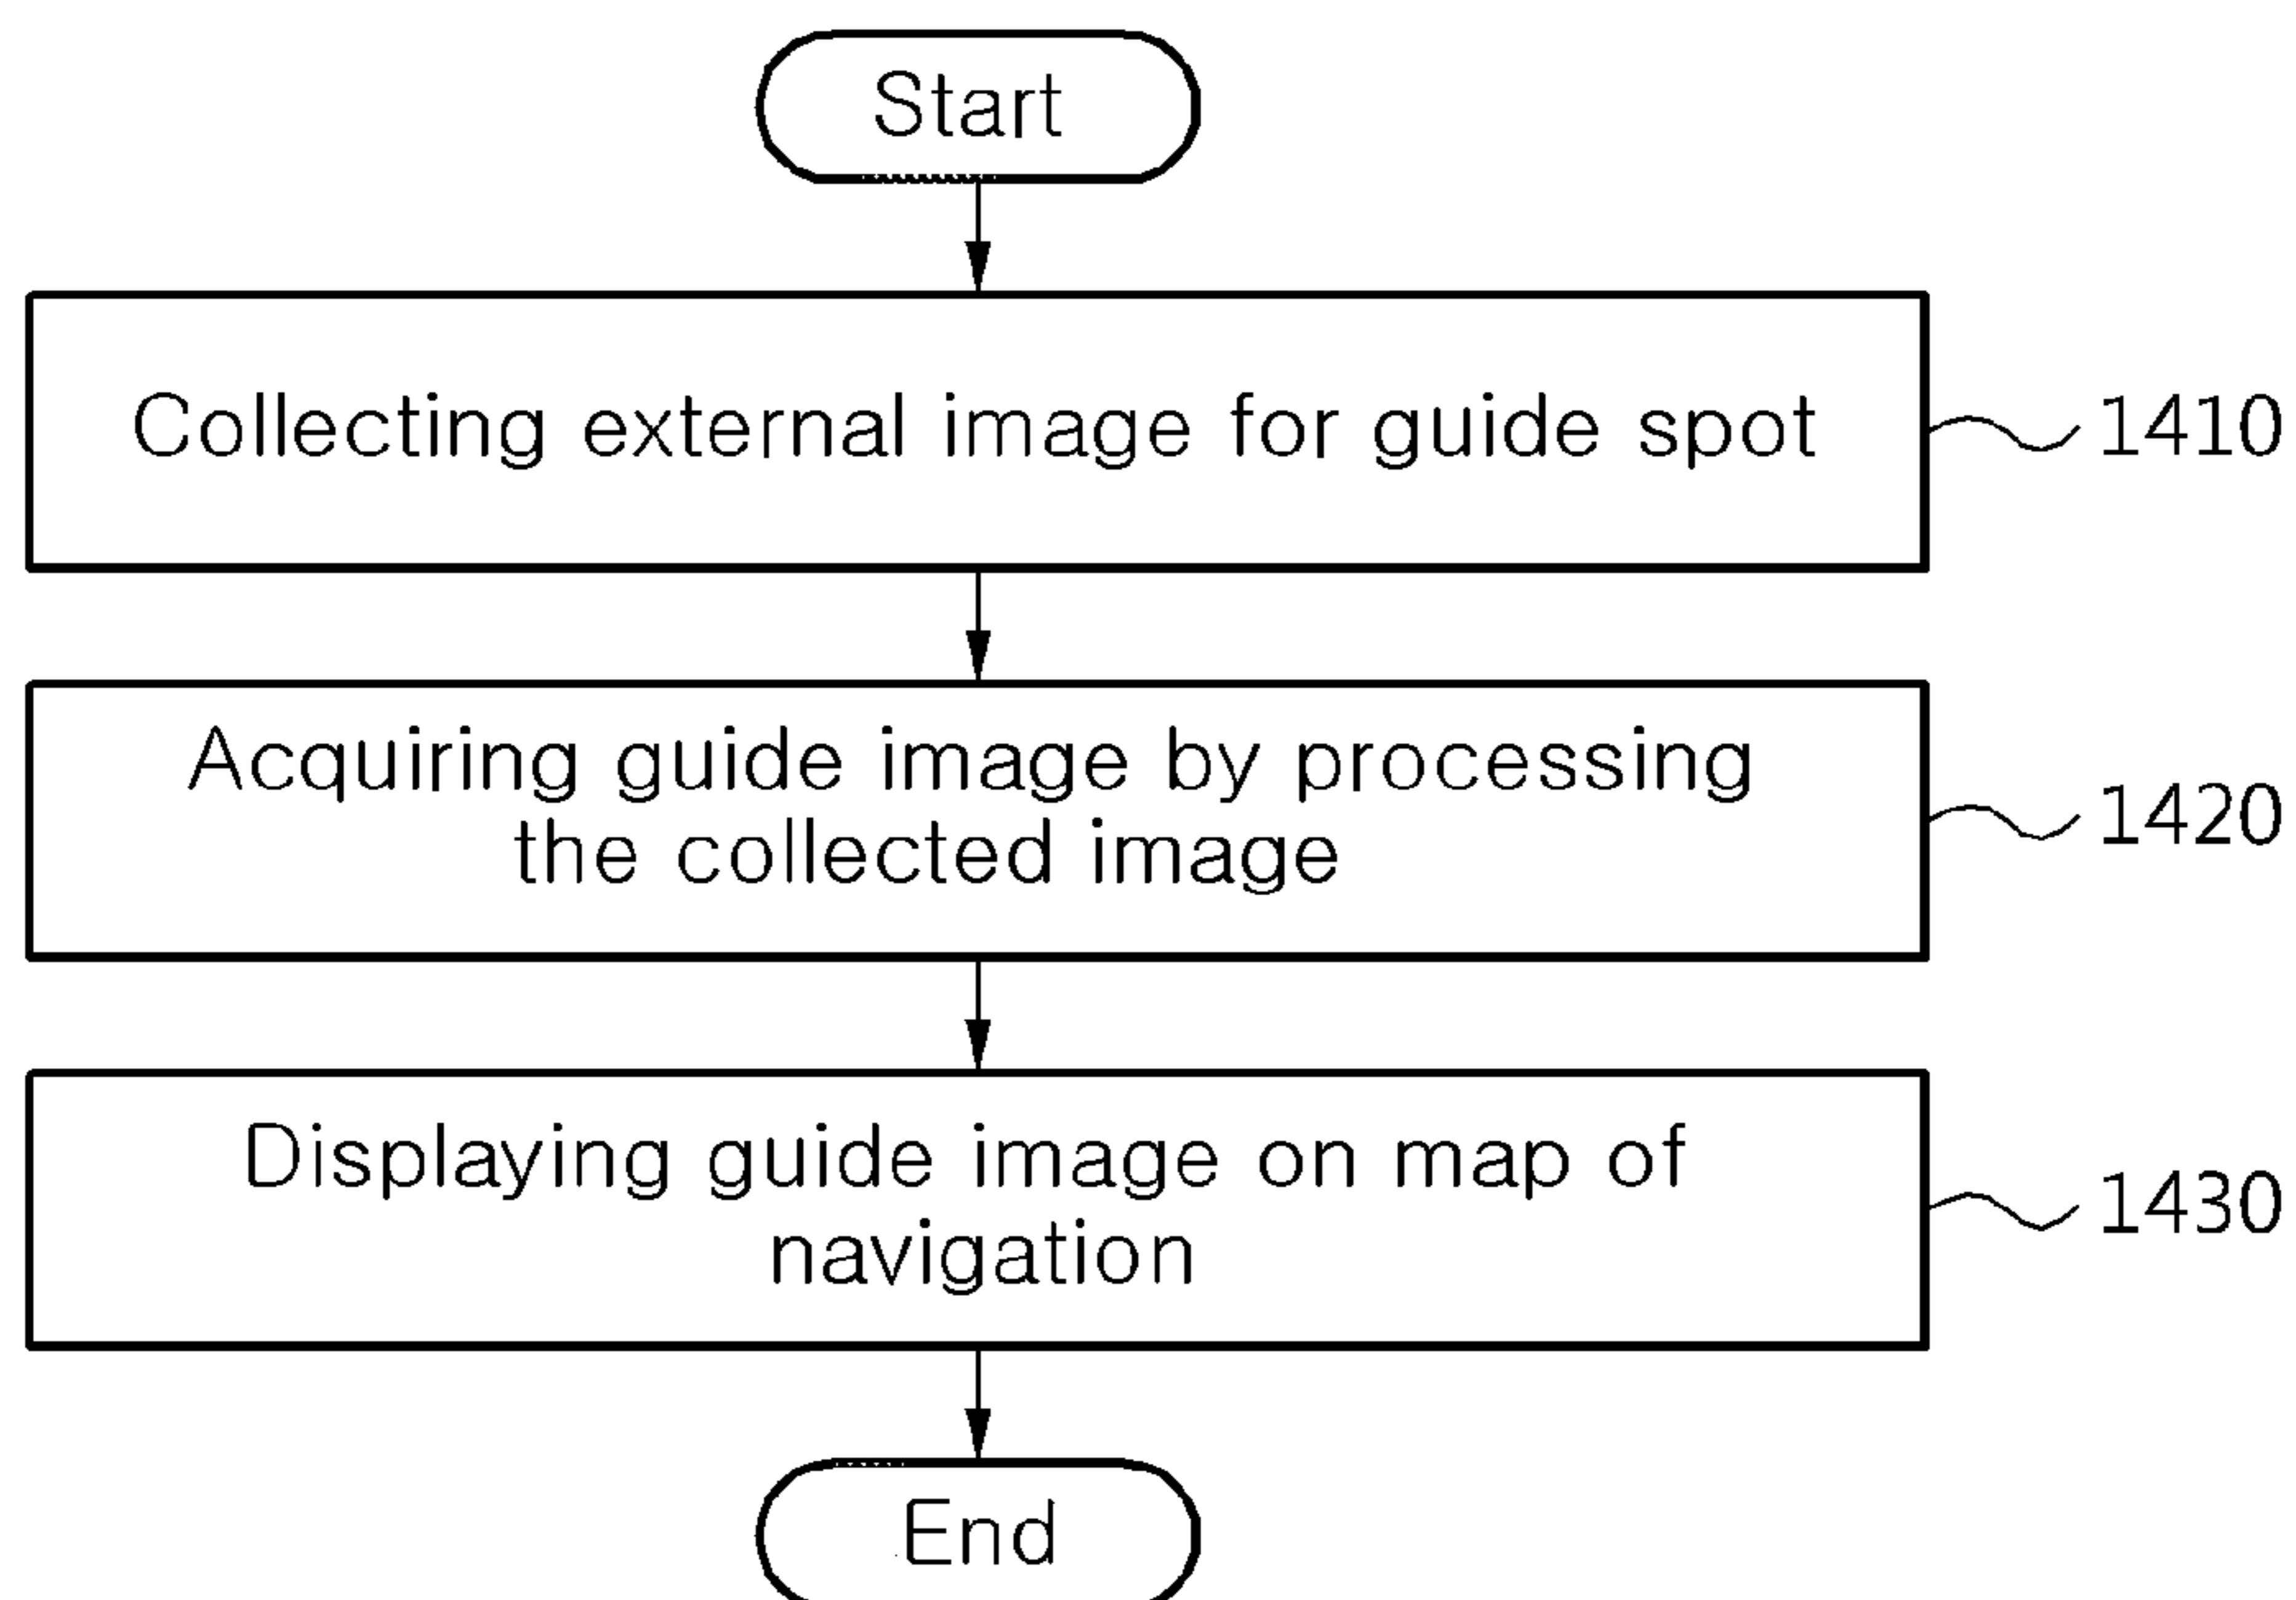 Start
Collecting external image for guide spot
1410
Acquiring guide image by processing
the collected image
1420
Displaying guide image on map of
navigation
1430
End